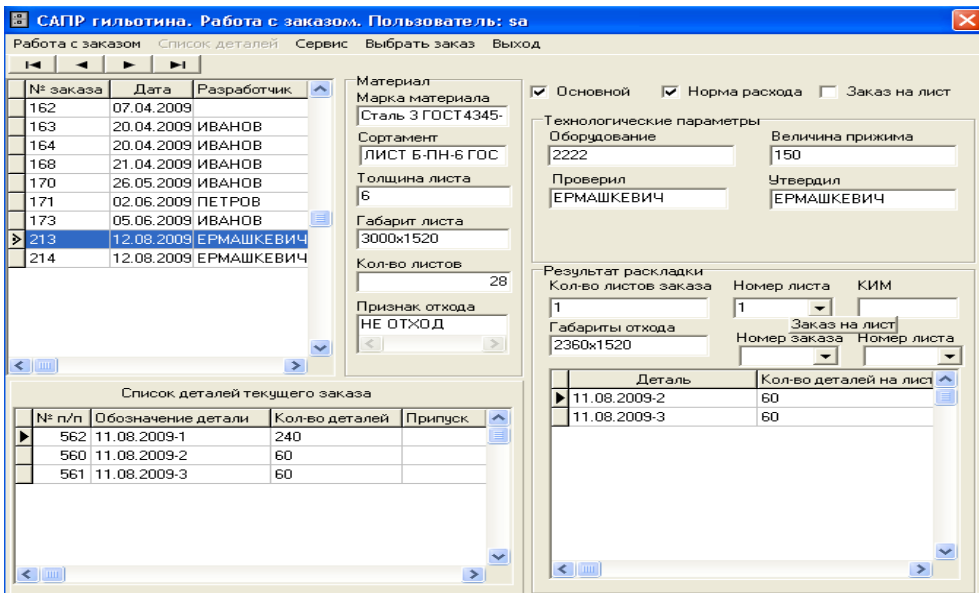 САПР гильотина. Работа с заказом. Пользователь: sa
Работа с заказом Список деталей Сервис Выбрать заказ Выход
№ заказа Дата Разработчик
162 07.04.2009
163 20.04.2009 ИВАНОВ
164 20.04.2009 ИВАНОВ
168 21.04.2009 ИВАНОВ
170 26.05.2009 ИВАНОВ
171 02.06.2009 ПЕТРОВ
173 05.06.2009 ИВАНОВ
213 12.08.2009 ЕРМАШКЕВИЧ
214 12.08.2009 ЕРМАШКЕВИЧ
Материал
Марка материала
Сталь 3 ГОСТ4345-
Сортамент
ЛИСТ Б-ПН-6 ГОС
Толщина листа
6
Габарит листа
3000x1520
Кол-во листов
28
Признак отхода
НЕ ОТХОД
Основной Норма расхода Заказ на лист
Технологические параметры
Оборудование Величина прижима
2222 150
Проверил Утвердил
ЕРМАШКЕВИЧ ЕРМАШКЕВИЧ
Результат раскладки
Кол-во листов заказа Номер листа КИМ
1 1
Заказ на лист
Габариты отхода Номер заказа Номер листа
2360x1520
Деталь Кол-во деталей на лист
11.08.2009-2 60
11.08.2009-3 60
Список деталей текущего заказа
№ п/п Обозначение детали Кол-во деталей Припуск
562 11.08.2009-1 240
560 11.08.2009-2 60
561 11.08.2009-3 60